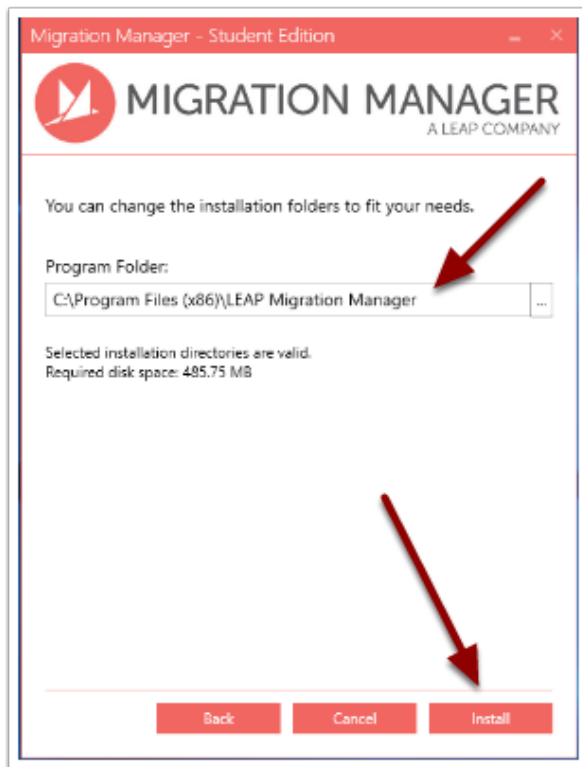 Migration Manager - Student Edition
MIGRATION MANAGER
A LEAP COMPANY
You can change the installation folders to fit your needs.
Program Folder:
C:\Program Files (x86)\LEAP Migration Manager
...
Selected installation directories are valid.
Required disk space: 485.75 MB
Back Cancel Install